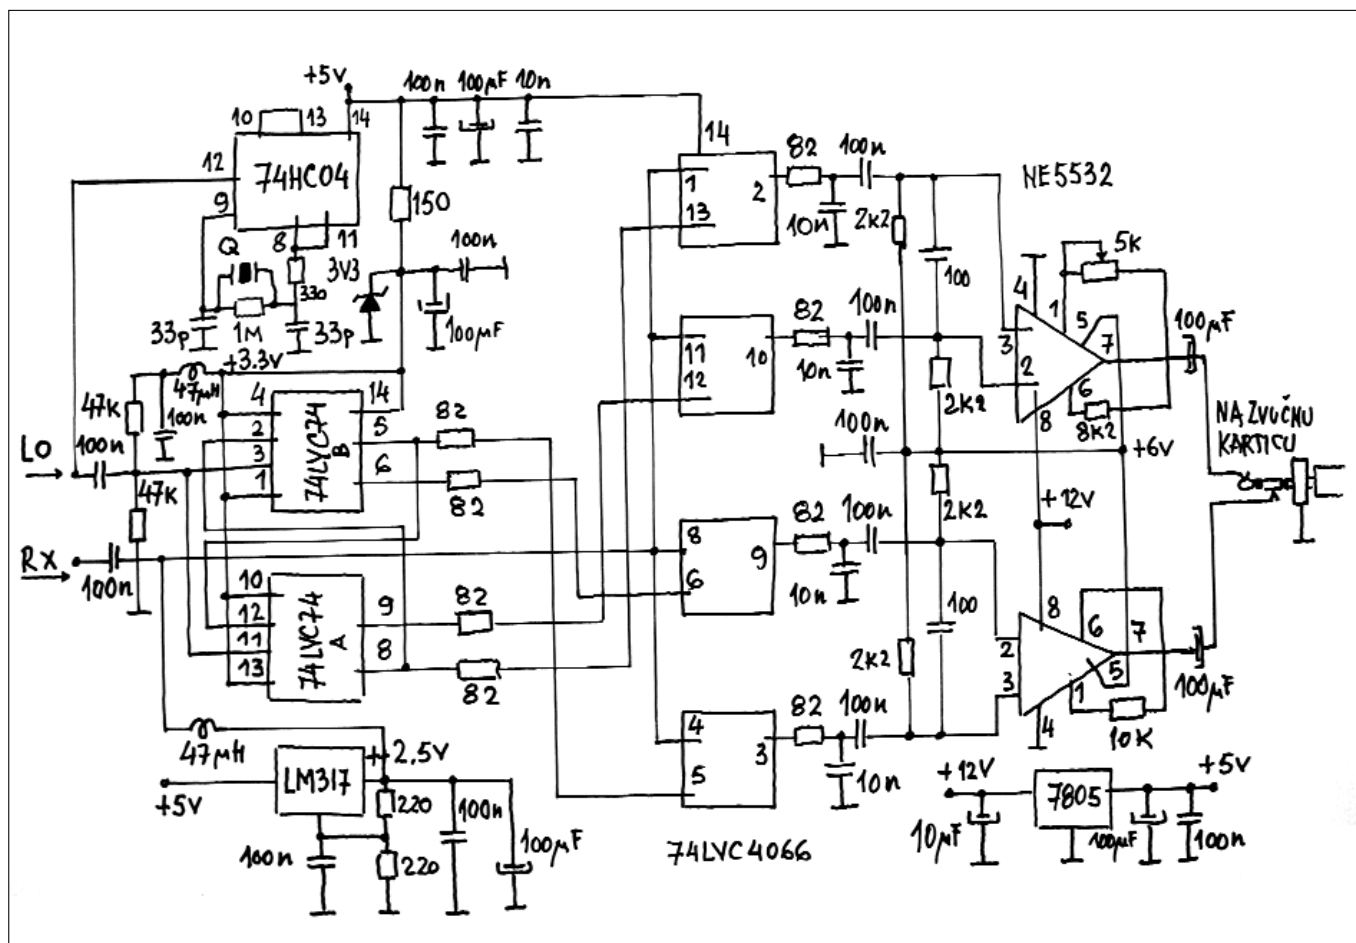 +5V
100n
100µF
10n
10
13
14
12
74HC04
9
8
11
Q
330
1M
33p
33p
3V3
150
100n
100µF
+3.3V
47µH
47K
100n
100n
47K
LO
RX
100n
4
2
3
1
74LVC74
B
14
5
6
82
82
10
12
11
13
74LVC74
A
9
8
82
82
47µH
+2,5V
LM317
+5V
220
220
100n
100n
100µF
14
1
13
2
82
100n
10n
2K2
100
11
12
10
82
100n
10n
2K2
100n
8
6
9
82
100n
10n
2K2
100
2K2
4
5
3
82
100n
10n
74LVC4066
NE5532
4
1
5K
3
2
5
7
6
8
8K2
100µF
+6V
+12V
NA ZVUČNU
KARTICU
8
6
7
2
3
5
1
4
10K
100µF
+12V
7805
+5V
10µF
100µF
100n